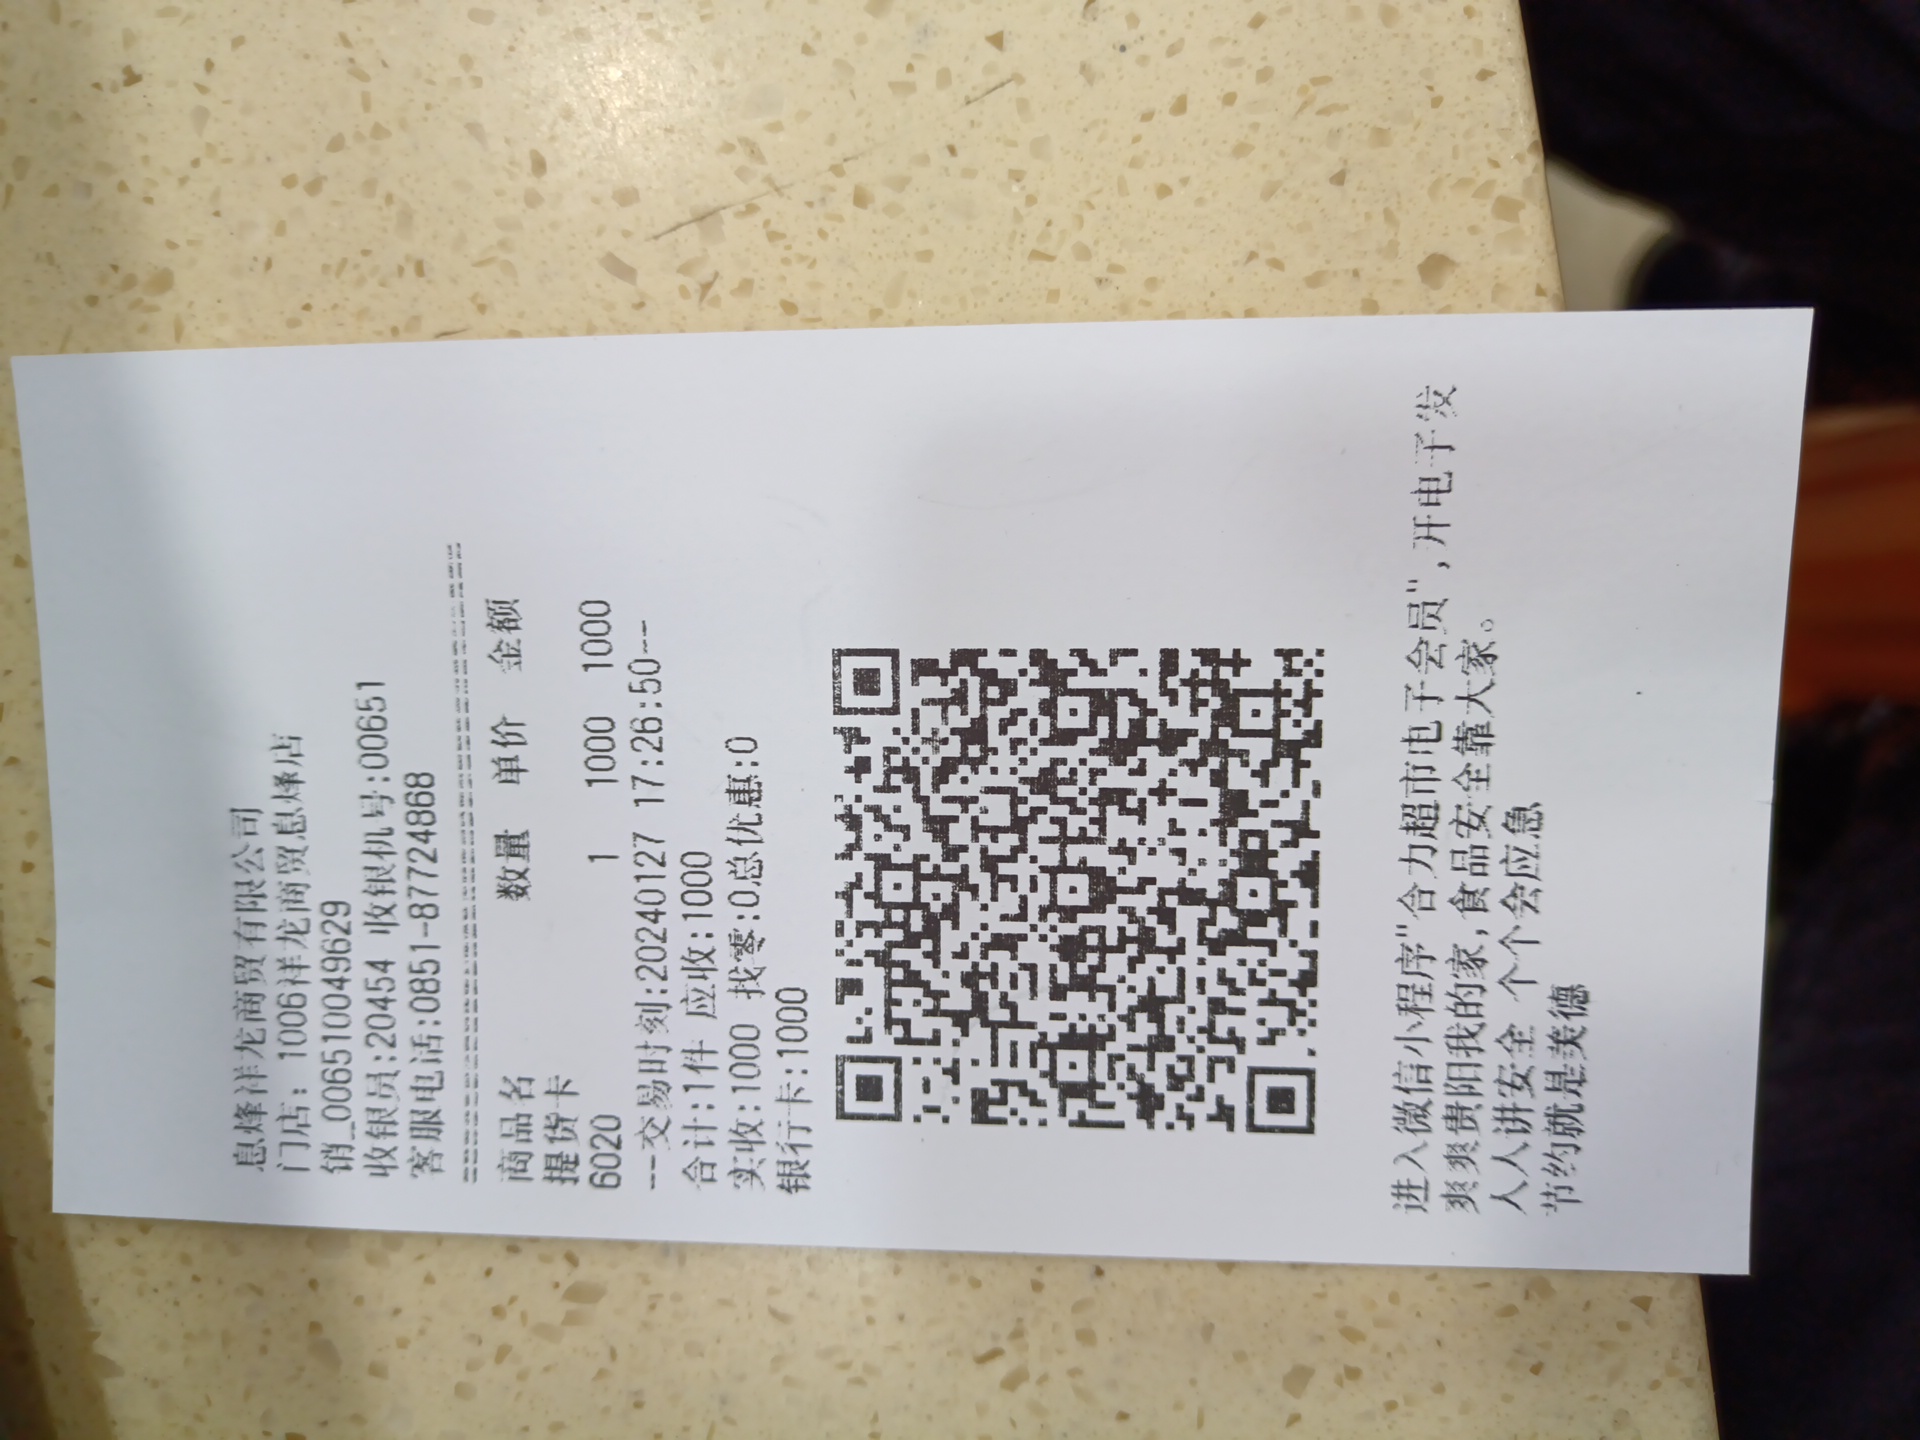 息烽祥龙商贸有限公司
门店: 1006祥龙商贸息烽店
销_006510049629
收银员:20454 收银机号:00651
客服电话:0851-87724868
商品名 数量 单价 金额
提货卡
6020 1 1000 1000
--交易时刻:20240127 17:26:50--
合计:1件 应收:1000
实收:1000 找零:0总优惠:0
银行卡:1000
进入微信小程序"合力超市电子会员", 开电子发
爽爽贵阳我的家,食品安全靠大家。
人人讲安全 个个会应急
节约就是美德